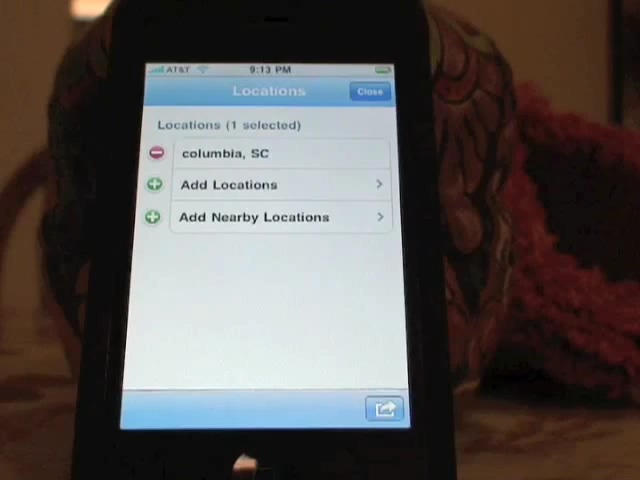 AT&T 9:13 PM
Locations Close
Locations (1 selected)
columbia, SC
Add Locations
Add Nearby Locations